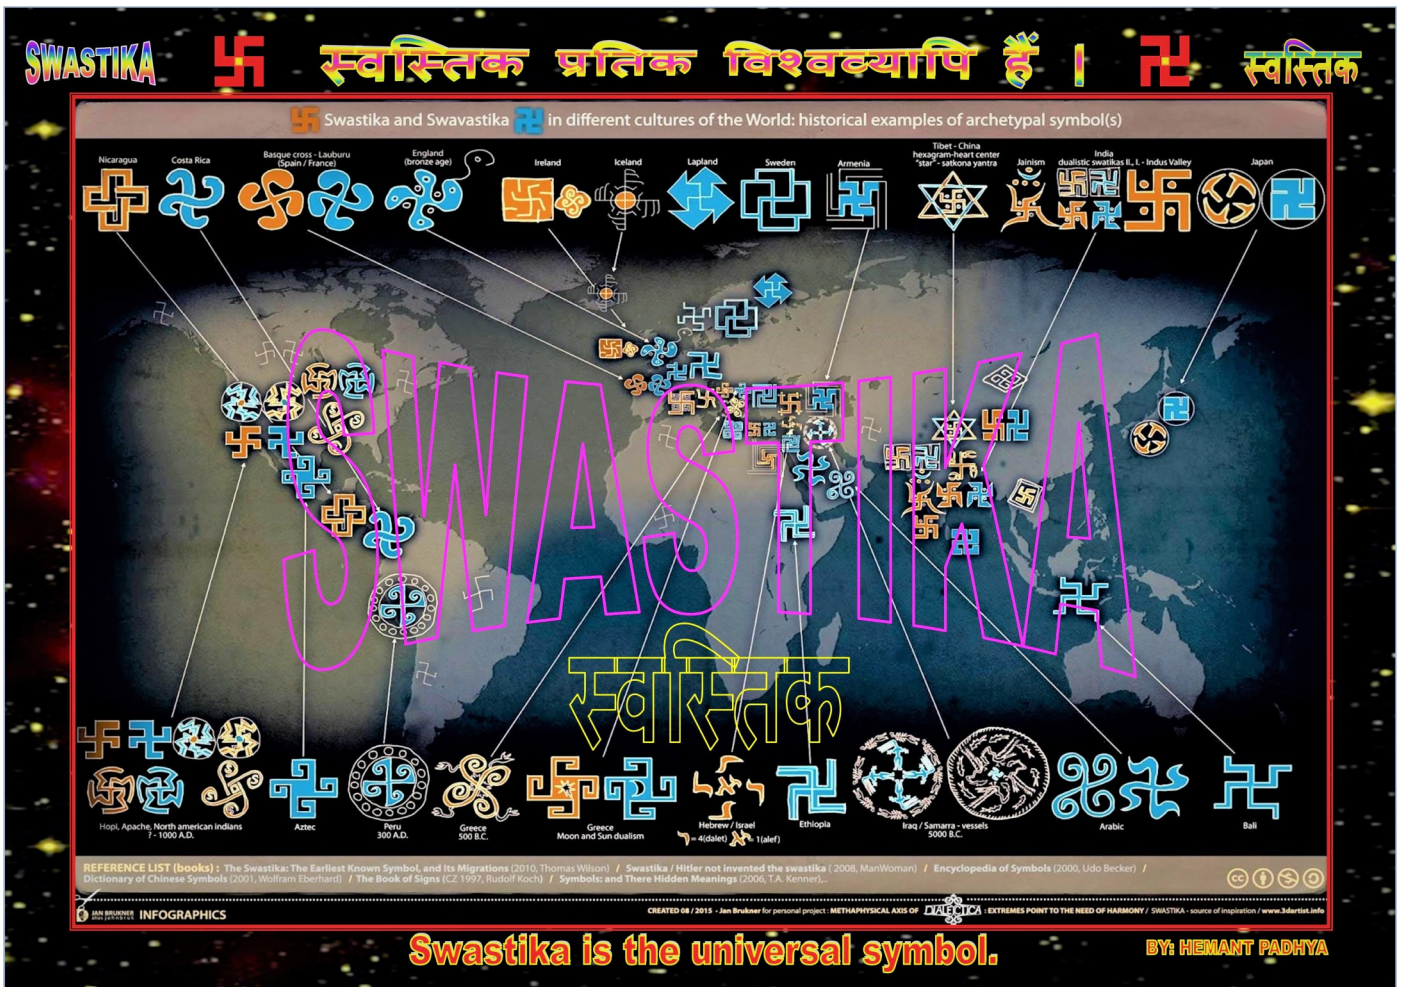 SWASTIKA
स्वस्तिक प्रतिक विश्वव्यापि हैं ।
स्वस्तिक
Swastika and Swavastika in different cultures of the World: historical examples of archetypal symbol(s)
Nicaragua
Costa Rica
Basque cross - Lauburu
(Spain / France)
England
(bronze age)
Ireland
Iceland
Lapland
Sweden
Armenia
Tibet - China
hexagram-heart center
"star" - satkona yantra
Jainism
India
dualistic swatikas II., I. - Indus Valley
Japan
SWASTIKA
स्वस्तिक
Hopi, Apache, North american indians
? - 1000 A.D.
Aztec
Peru
300 A.D.
Greece
500 B.C.
Greece
Moon and Sun dualism
Hebrew / Israel
= 4(dalet) = 1(alef)
Ethiopia
Iraq / Samarra - vessels
5000 B.C.
Arabic
Bali
REFERENCE LIST (books) : The Swastika: The Earliest Known Symbol, and Its Migrations (2010, Thomas Wilson) / Swastika / Hitler not invented the swastika ( 2008, ManWoman) / Encyclopedia of Symbols (2000, Udo Becker) /
Dictionary of Chinese Symbols (2001, Wolfram Eberhard) / The Book of Signs (CZ 1997, Rudolf Koch) / Symbols: and There Hidden Meanings (2006, T.A. Kenner),..
JAN BRUKNER INFOGRAPHICS
CREATED 08 / 2015 - Jan Brukner for personal project : METHAPHYSICAL AXIS OF DIALECTICA : EXTREMES POINT TO THE NEED OF HARMONY / SWASTIKA - source of inspiration / www.3dartist.info
Swastika is the universal symbol.
BY: HEMANT PADHYA